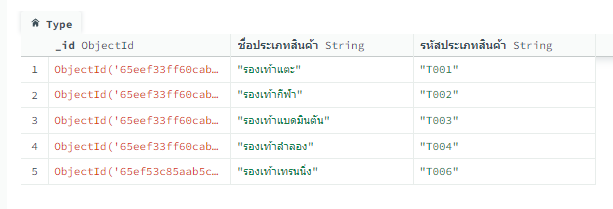 Type
_id ObjectId ชื่อประเภทสินค้า String รหัสประเภทสินค้า String
1 ObjectId('65eef33ff60cab… "รองเท้าแตะ" "T001"
2 ObjectId('65eef33ff60cab… "รองเท้ากีฬา" "T002"
3 ObjectId('65eef33ff60cab… "รองเท้าแบดมินตัน" "T003"
4 ObjectId('65eef33ff60cab… "รองเท้าลำลอง" "T004"
5 ObjectId('65ef53c85aab5c… "รองเท้าเทรนนิ่ง" "T006"